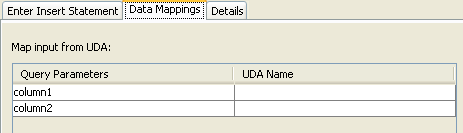 Enter Insert Statement Data Mappings Details
Map input from UDA:
Query Parameters UDA Name
column1
column2